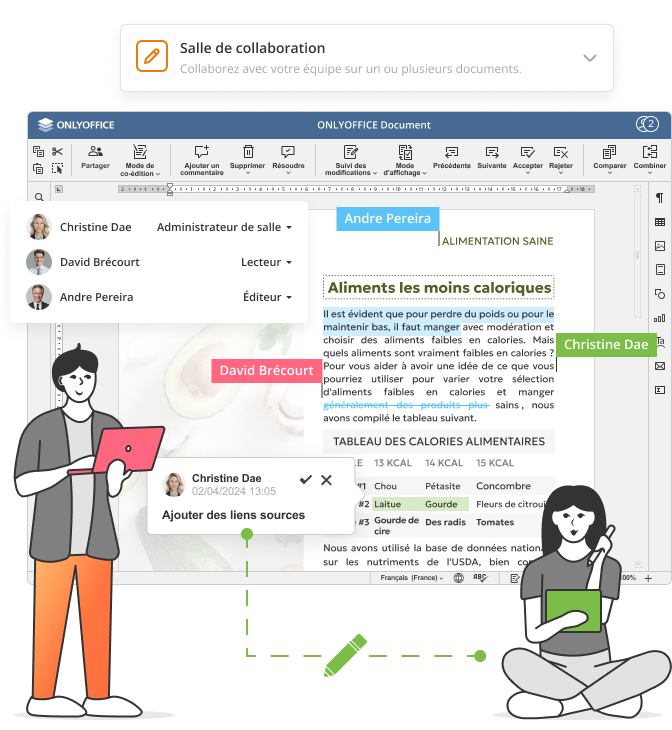 Salle de collaboration
Collaborez avec votre équipe sur un ou plusieurs documents.
ONLYOFFICE
ONLYOFFICE Document
2
Partager
Mode de
co-édition
Ajouter un
commentaire
Supprimer
Résoudre
Suivi des
modifications
Mode
d'affichage
Précédente
Suivante
Accepter
Rejeter
Comparer
Combiner
Christine Dae
Administrateur de salle
David Brécourt
Lecteur
Andre Pereira
Éditeur
Andre Pereira
ALIMENTATION SAINE
Aliments les moins caloriques
Il est évident que pour perdre du poids ou pour le
maintenir bas, il faut manger avec modération et
choisir des aliments faibles en calories. Mais
quels aliments sont vraiment faibles en calories ?
Pour vous aider à avoir une idée de ce que vous
pourriez utiliser pour varier votre sélection
d'aliments faibles en calories et manger
généralement des produits plus sains, nous
avons compilé le tableau suivant.
Christine Dae
David Brécourt
TABLEAU DES CALORIES ALIMENTAIRES
LE 13 KCAL 14 KCAL 15 KCAL
#1 Chou Pétasite Concombre
#2 Laitue Gourde Fleurs de citroui
#3 Gourde de cire Des radis Tomates
Nous avons utilisé la base de données nationa
sur les nutriments de l'USDA, bien con
Christine Dae
02/04/2024 13:05
Ajouter des liens sources
Français (France)
ABC
100%